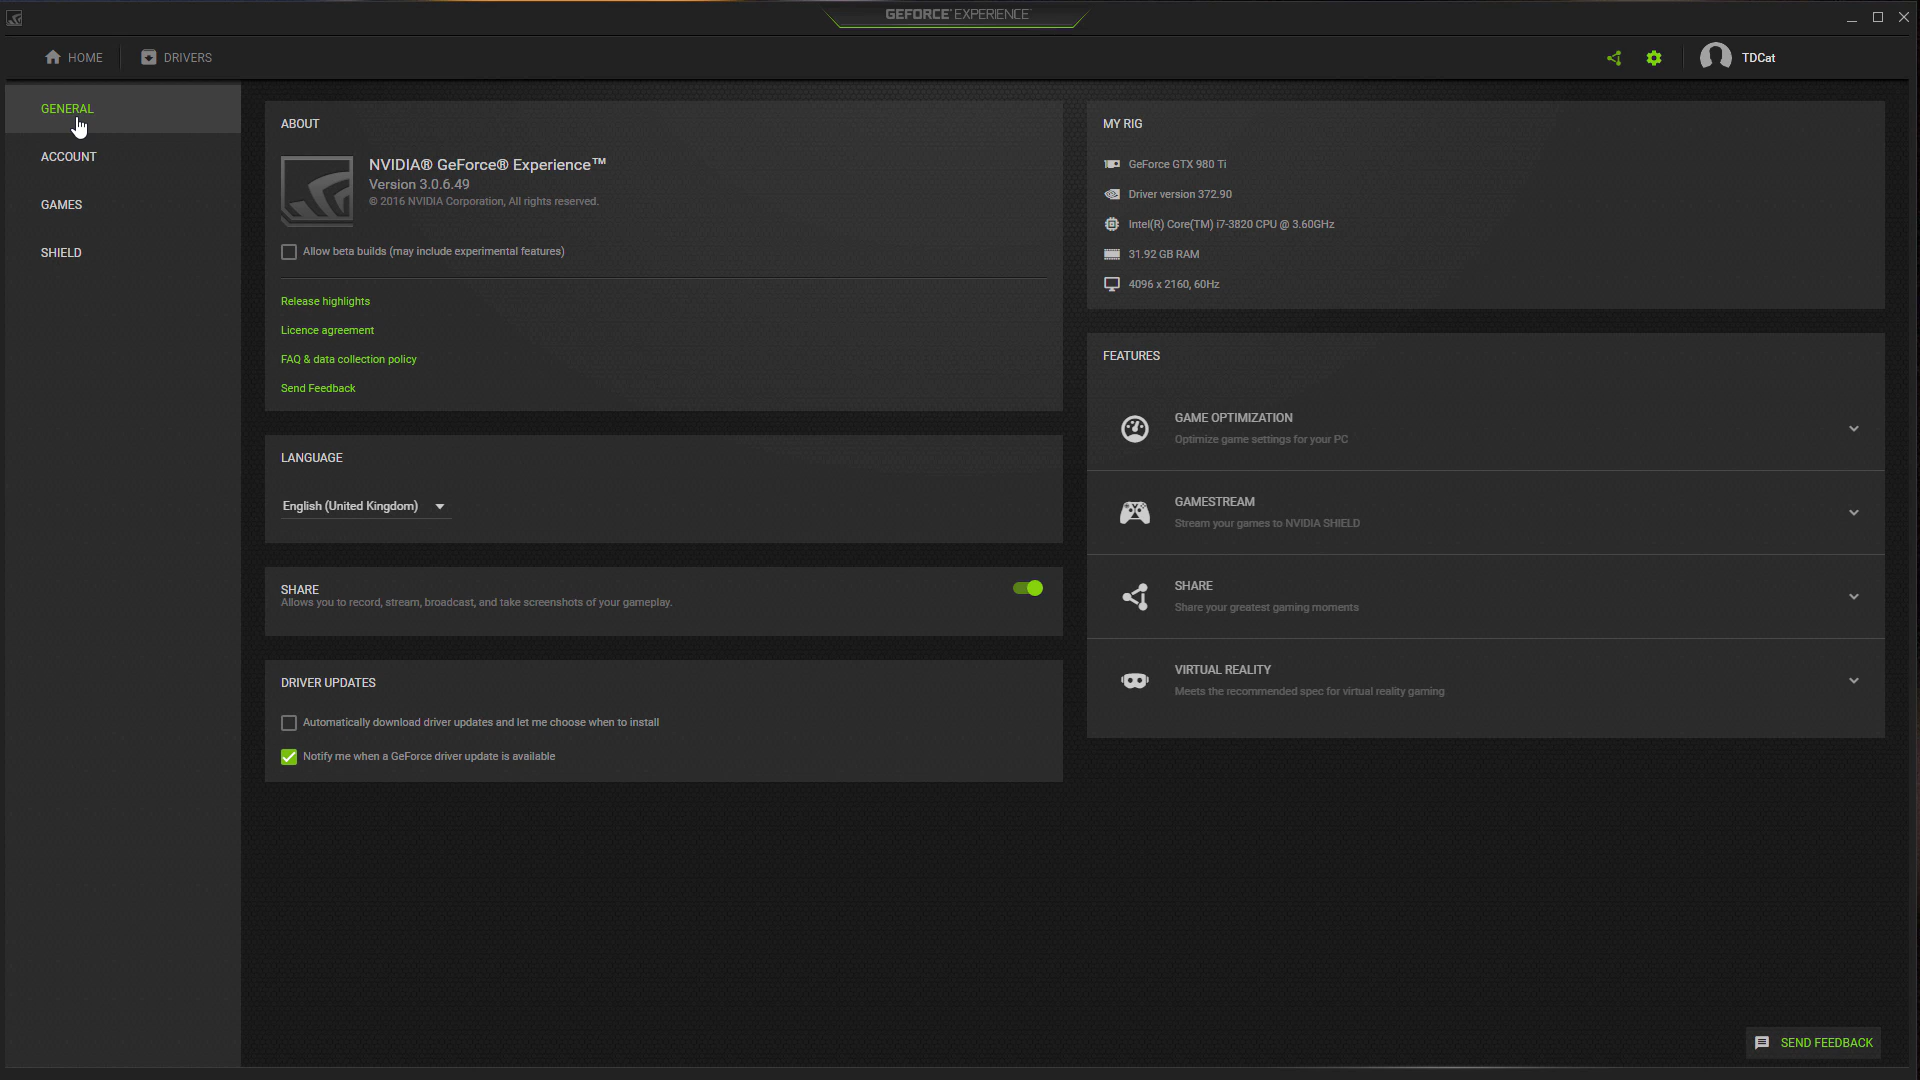 GEFORCE® EXPERIENCE™
HOME
DRIVERS
TDCat
GENERAL
ACCOUNT
GAMES
SHIELD
ABOUT
NVIDIA® GeForce® Experience™
Version 3.0.6.49
© 2016 NVIDIA Corporation, All rights reserved.
Allow beta builds (may include experimental features)
Release highlights
Licence agreement
FAQ & data collection policy
Send Feedback
LANGUAGE
English (United Kingdom)
SHARE
Allows you to record, stream, broadcast, and take screenshots of your gameplay.
DRIVER UPDATES
Automatically download driver updates and let me choose when to install
Notify me when a GeForce driver update is available
MY RIG
GeForce GTX 980 Ti
Driver version 372.90
Intel(R) Core(TM) i7-3820 CPU @ 3.60GHz
31.92 GB RAM
4096 x 2160, 60Hz
FEATURES
GAME OPTIMIZATION
Optimize game settings for your PC
GAMESTREAM
Stream your games to NVIDIA SHIELD
SHARE
Share your greatest gaming moments
VIRTUAL REALITY
Meets the recommended spec for virtual reality gaming
SEND FEEDBACK